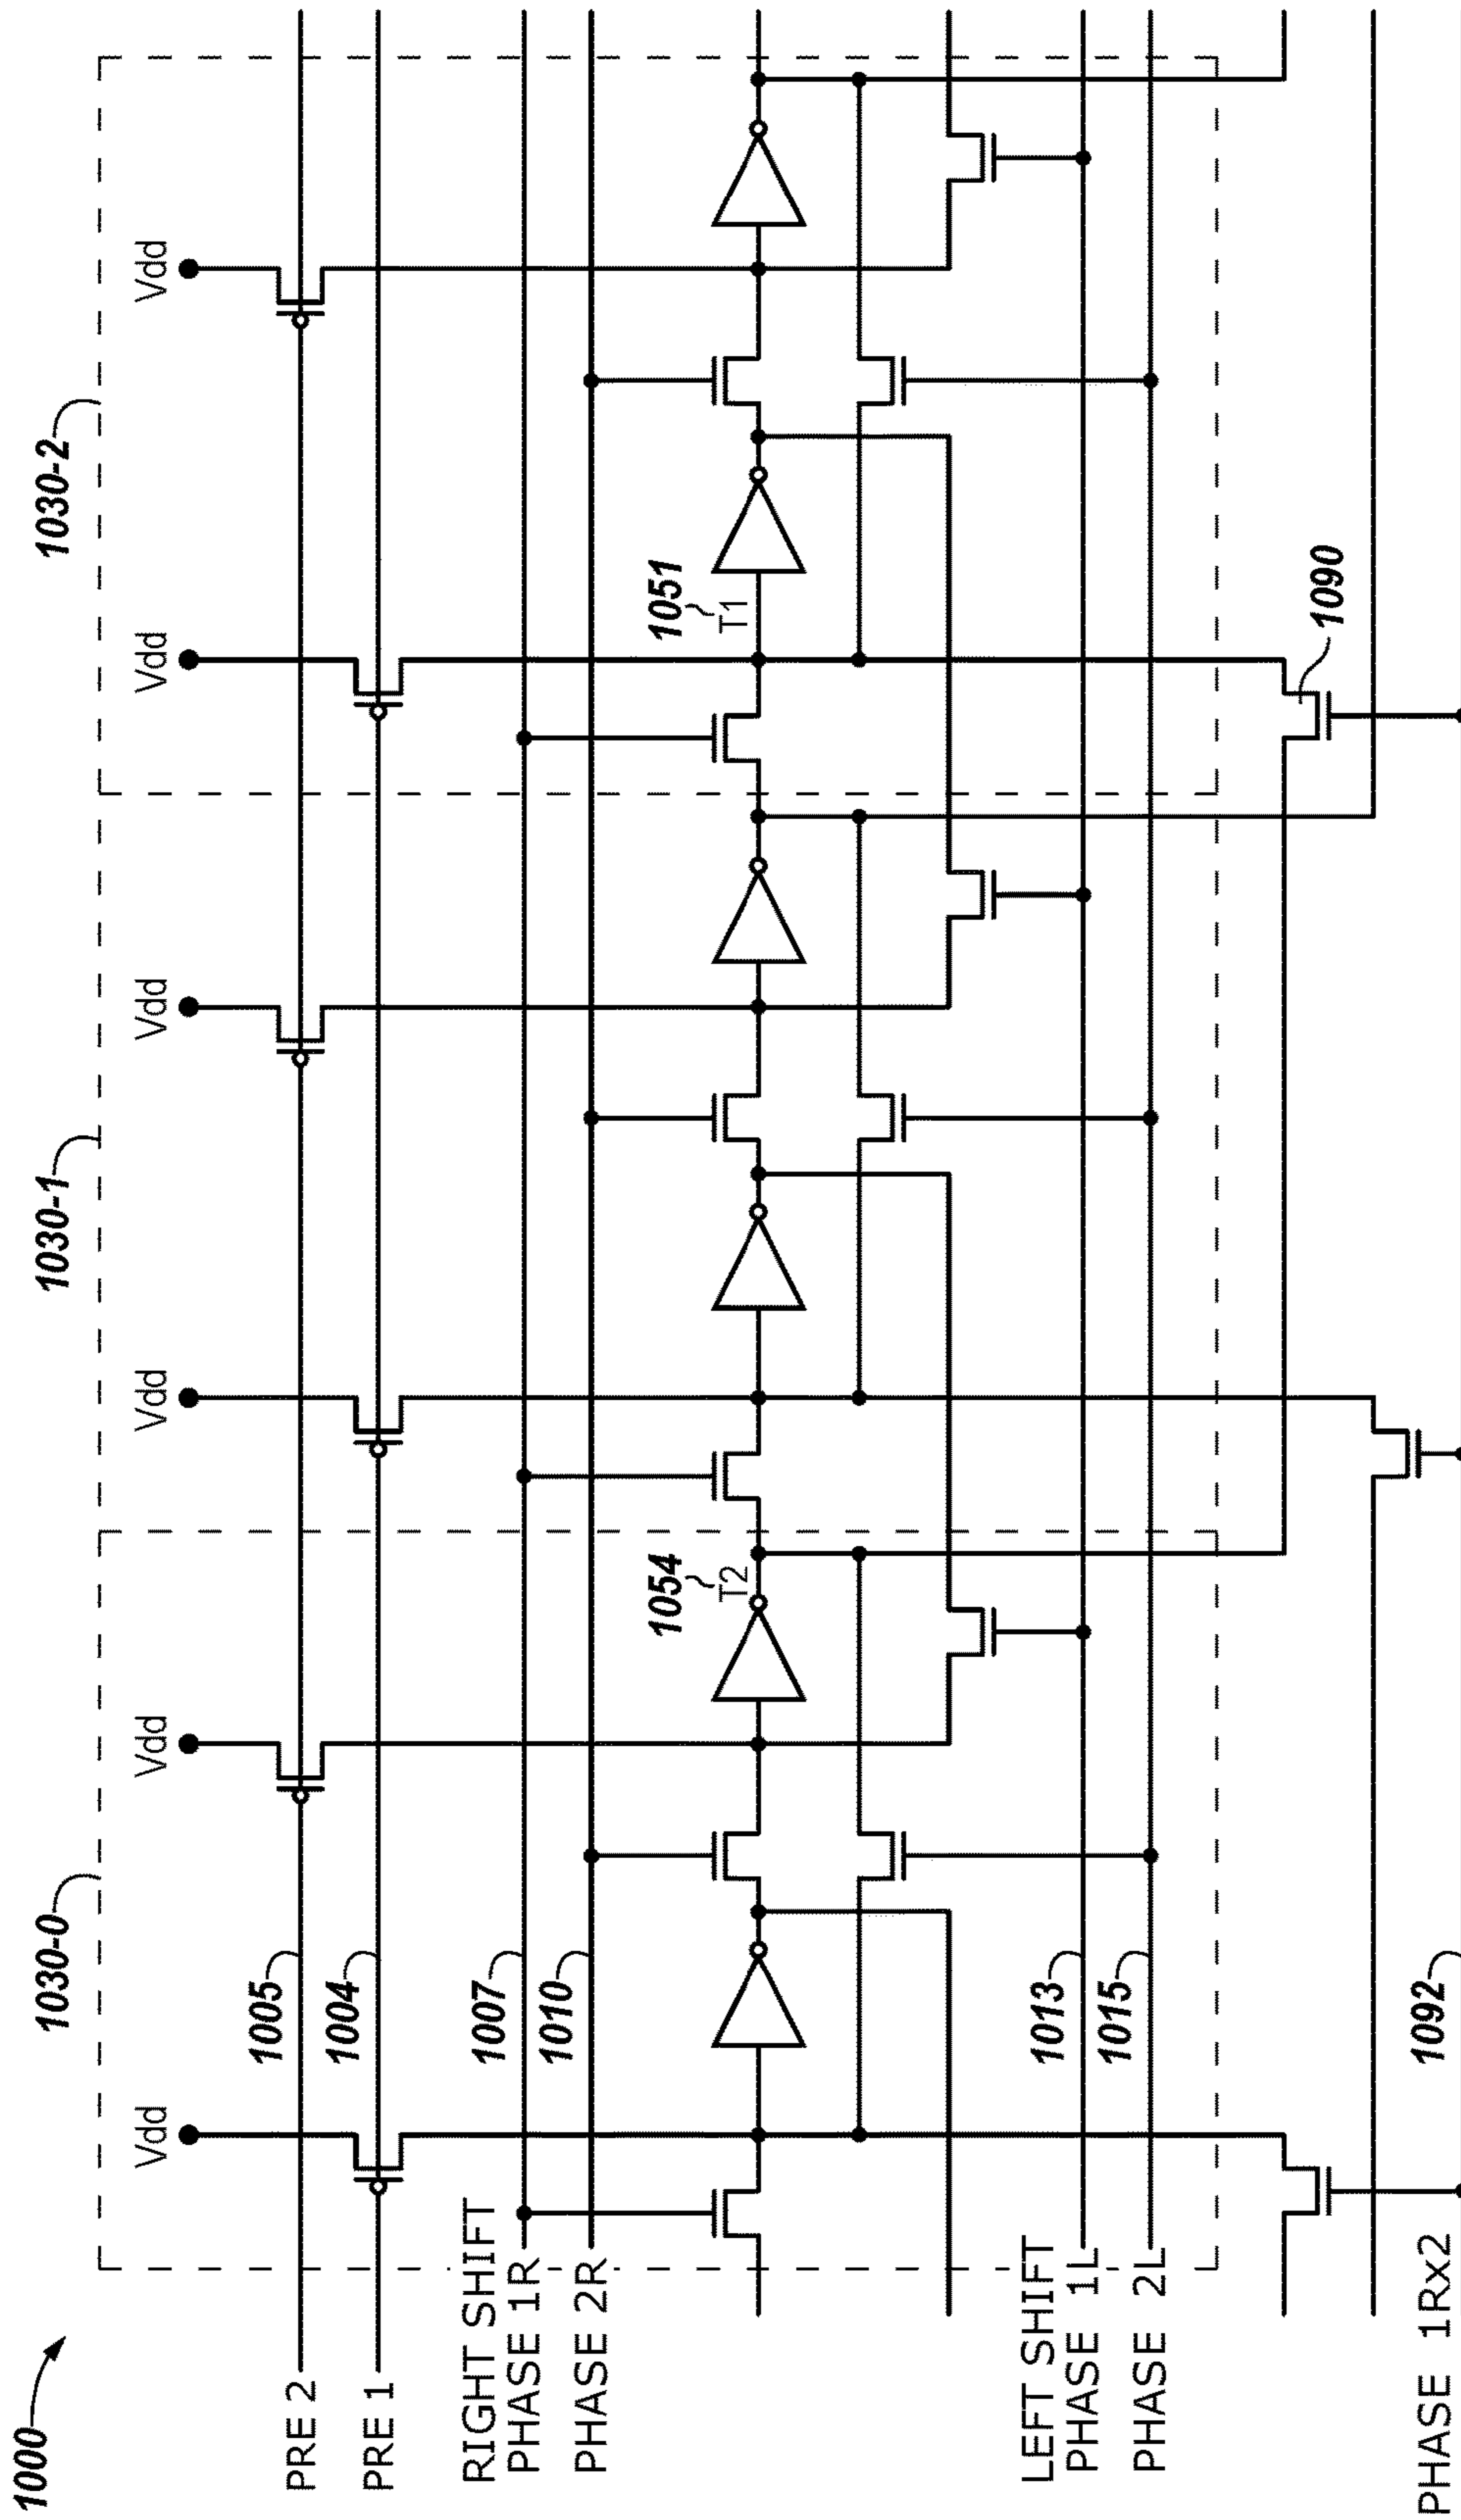 1000
1030-0
1030-1
1030-2
Vdd
Vdd
Vdd
Vdd
Vdd
Vdd
PRE 2
1005
PRE 1
1004
RIGHT SHIFT
PHASE 1R
1007
PHASE 2R
1010
1054
T2
1051
T1
LEFT SHIFT
PHASE 1L
1013
PHASE 2L
1015
1090
PHASE 1Rx2
1092